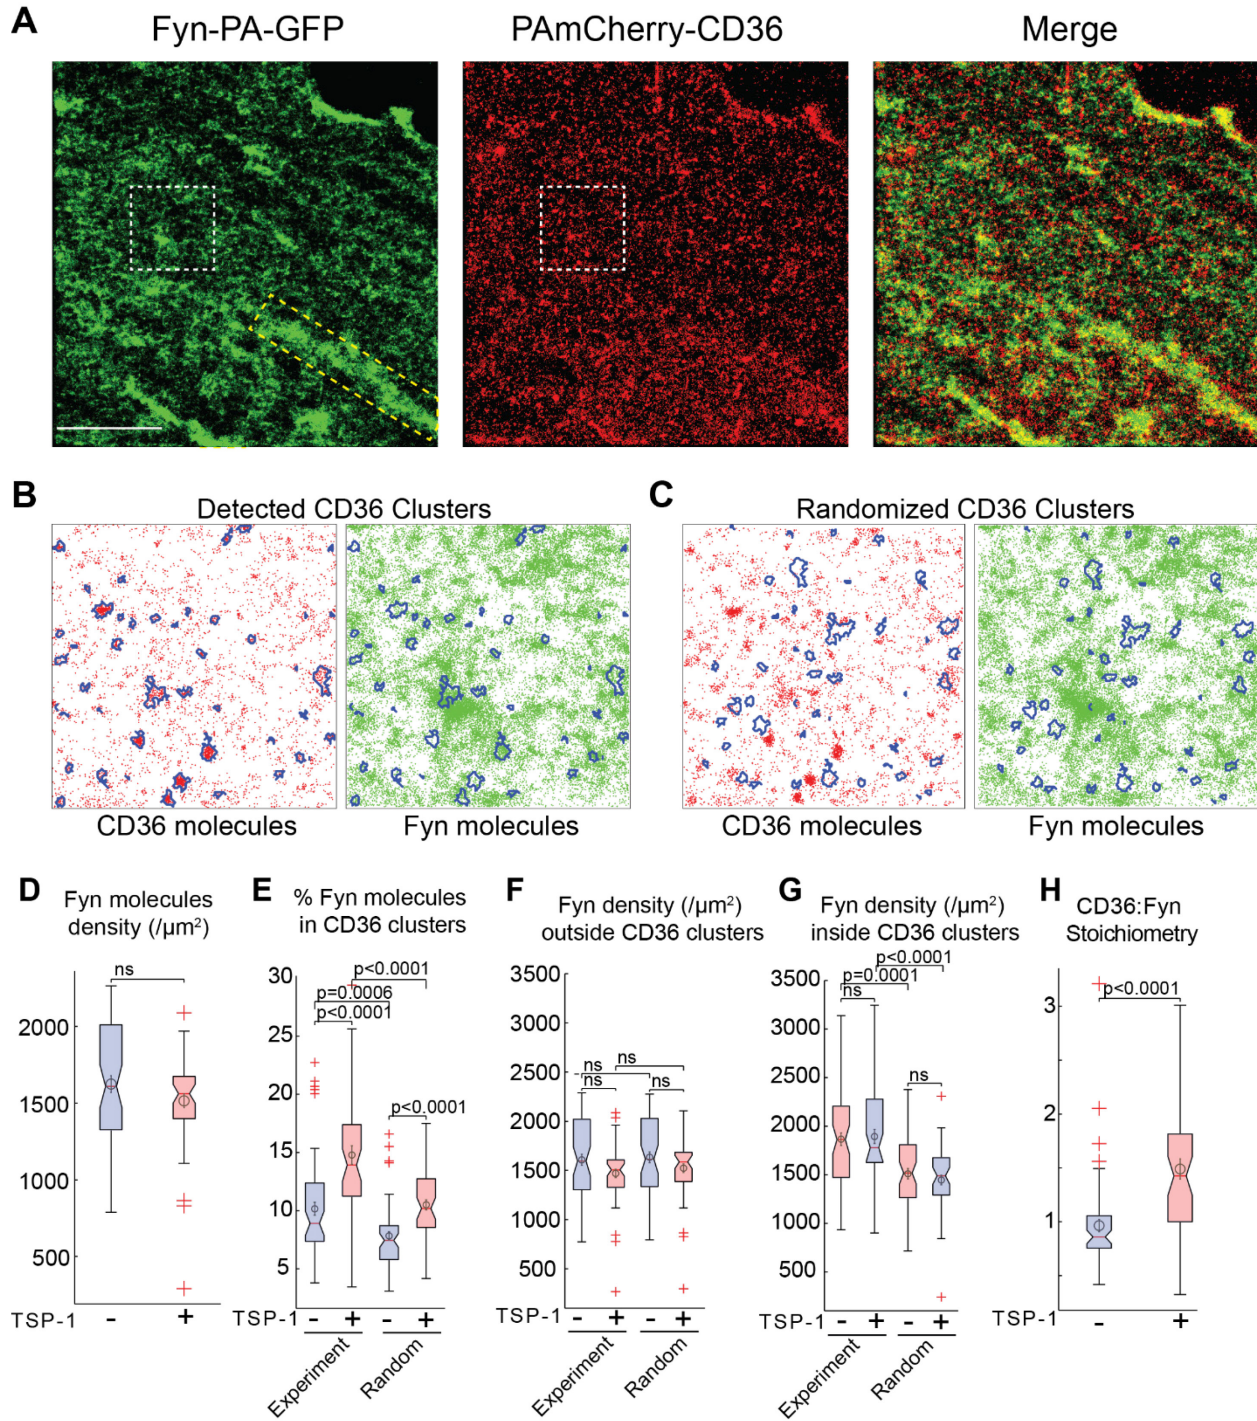 A
Fyn-PA-GFP
PAmCherry-CD36
Merge
B
Detected CD36 Clusters
CD36 molecules
Fyn molecules
C
Randomized CD36 Clusters
CD36 molecules
Fyn molecules
D
Fyn molecules
density (/µm²)
ns
2000
1500
1000
500
TSP-1
-
+
E
% Fyn molecules
in CD36 clusters
p<0.0001
p=0.0006
p<0.0001
p<0.0001
30
25
20
15
10
5
TSP-1
- + - +
Experiment
Random
F
Fyn density (/µm²)
outside CD36 clusters
3500
3000
2500
2000
1500
1000
500
ns
ns
ns
ns
TSP-1
- + - +
Experiment
Random
G
Fyn density (/µm²)
inside CD36 clusters
p<0.0001
p=0.0001
ns
ns
3500
3000
2500
2000
1500
1000
500
TSP-1
- + - +
Experiment
Random
H
CD36:Fyn
Stoichiometry
p<0.0001
3
2
1
1
-
+
TSP-1